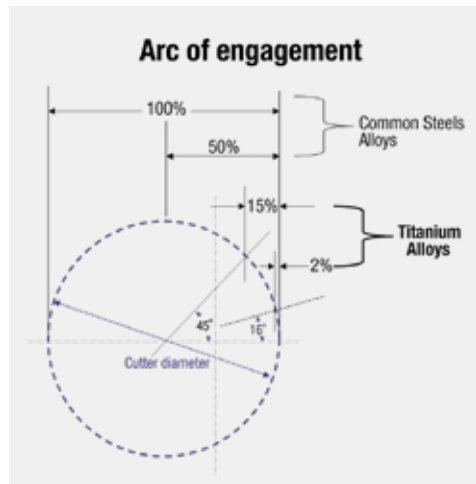 Arc of engagement
100%
Common Steels
Alloys
50%
15%
Titanium
Alloys
2%
45°
16°
Cutter diameter